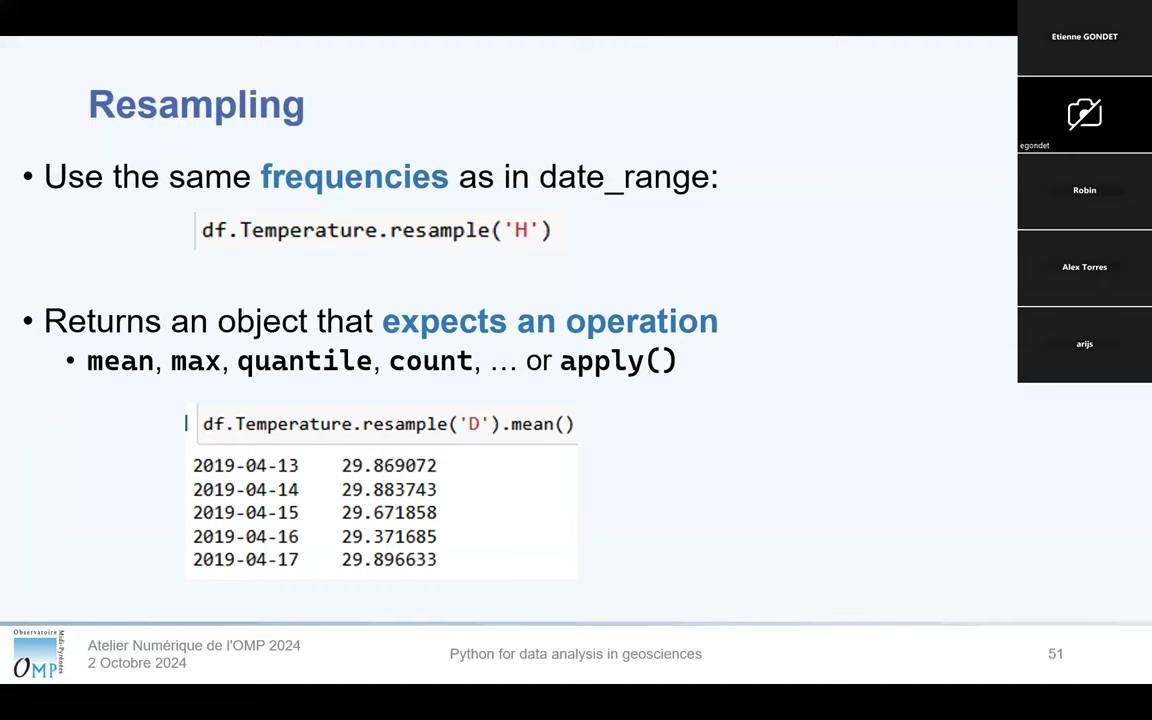 Resampling
• Use the same frequencies as in date_range:
df.Temperature.resample('H')
• Returns an object that expects an operation
• mean, max, quantile, count, … or apply()
df.Temperature.resample('D').mean()
2019-04-13 29.869072
2019-04-14 29.883743
2019-04-15 29.671858
2019-04-16 29.371685
2019-04-17 29.896633
Observatoire
Midi-Pyrénées
OMP
Atelier Numérique de l'OMP 2024
2 Octobre 2024
Python for data analysis in geosciences
51
Etienne GONDET
egondet
Robin
Alex Torres
arijs